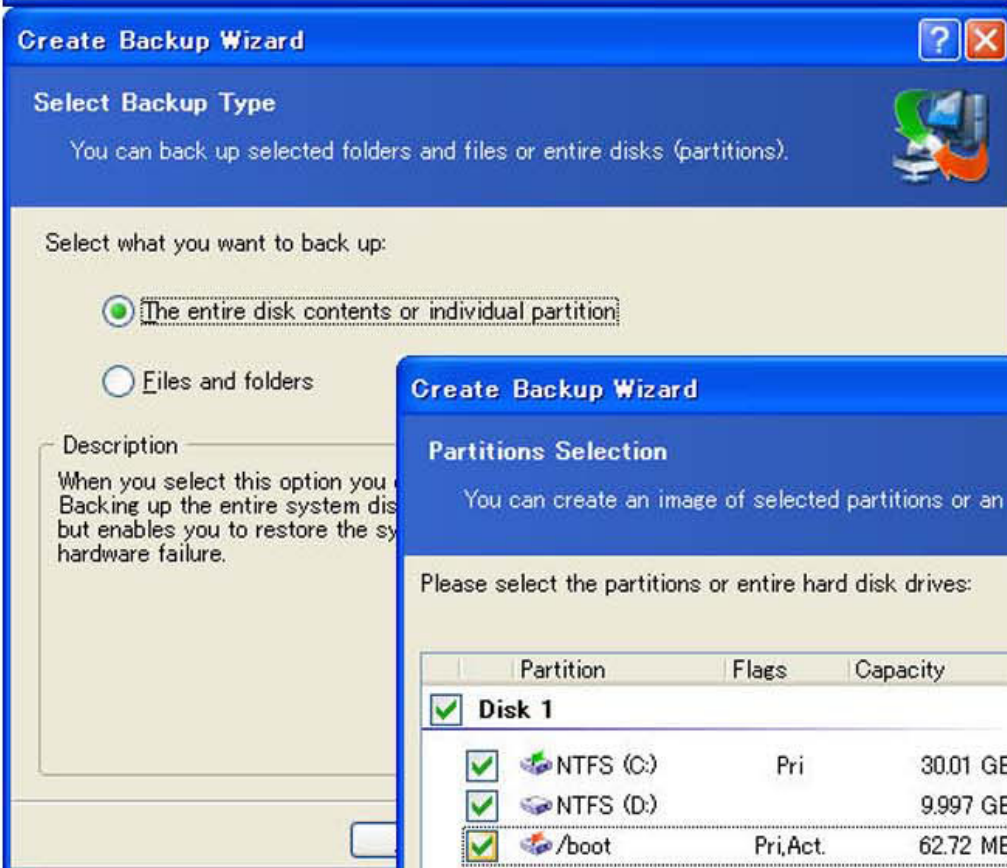 Create Backup Wizard
Select Backup Type
You can back up selected folders and files or entire disks (partitions).
Select what you want to back up:
The entire disk contents or individual partition
Files and folders
Description
When you select this option you
Backing up the entire system dis
but enables you to restore the sy
hardware failure.
Create Backup Wizard
Partitions Selection
You can create an image of selected partitions or an
Please select the partitions or entire hard disk drives:
Partition Flags Capacity
Disk 1
NTFS (C:) Pri 30.01 GB
NTFS (D:) 9.997 GB
/boot Pri,Act. 62.72 MB